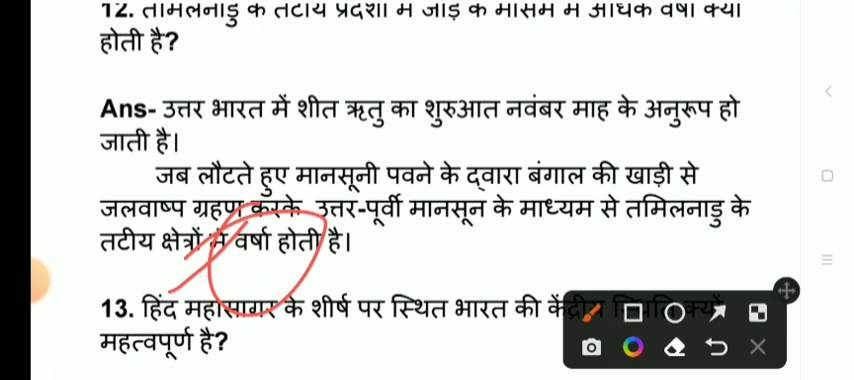 12. तमिलनाडु के तटीय प्रदेशों में जाड़े के मौसम में अधिक वर्षा क्यों
होती है?
Ans- उत्तर भारत में शीत ऋतु का शुरुआत नवंबर माह के अनुरूप हो
जाती है।
जब लौटते हुए मानसूनी पवने के द्वारा बंगाल की खाड़ी से
जलवाष्प ग्रहण करके उत्तर-पूर्वी मानसून के माध्यम से तमिलनाडु के
तटीय क्षेत्रों में वर्षा होती है।
13. हिंद महासागर के शीर्ष पर स्थित भारत की केंद्रीय स्थिति क्यों
महत्वपूर्ण है?